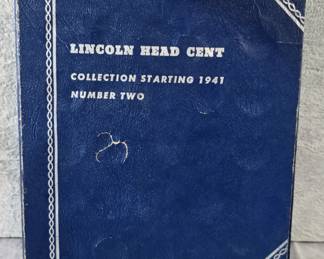 LINCOLN HEAD CENT
COLLECTION STARTING 1941
NUMBER TWO